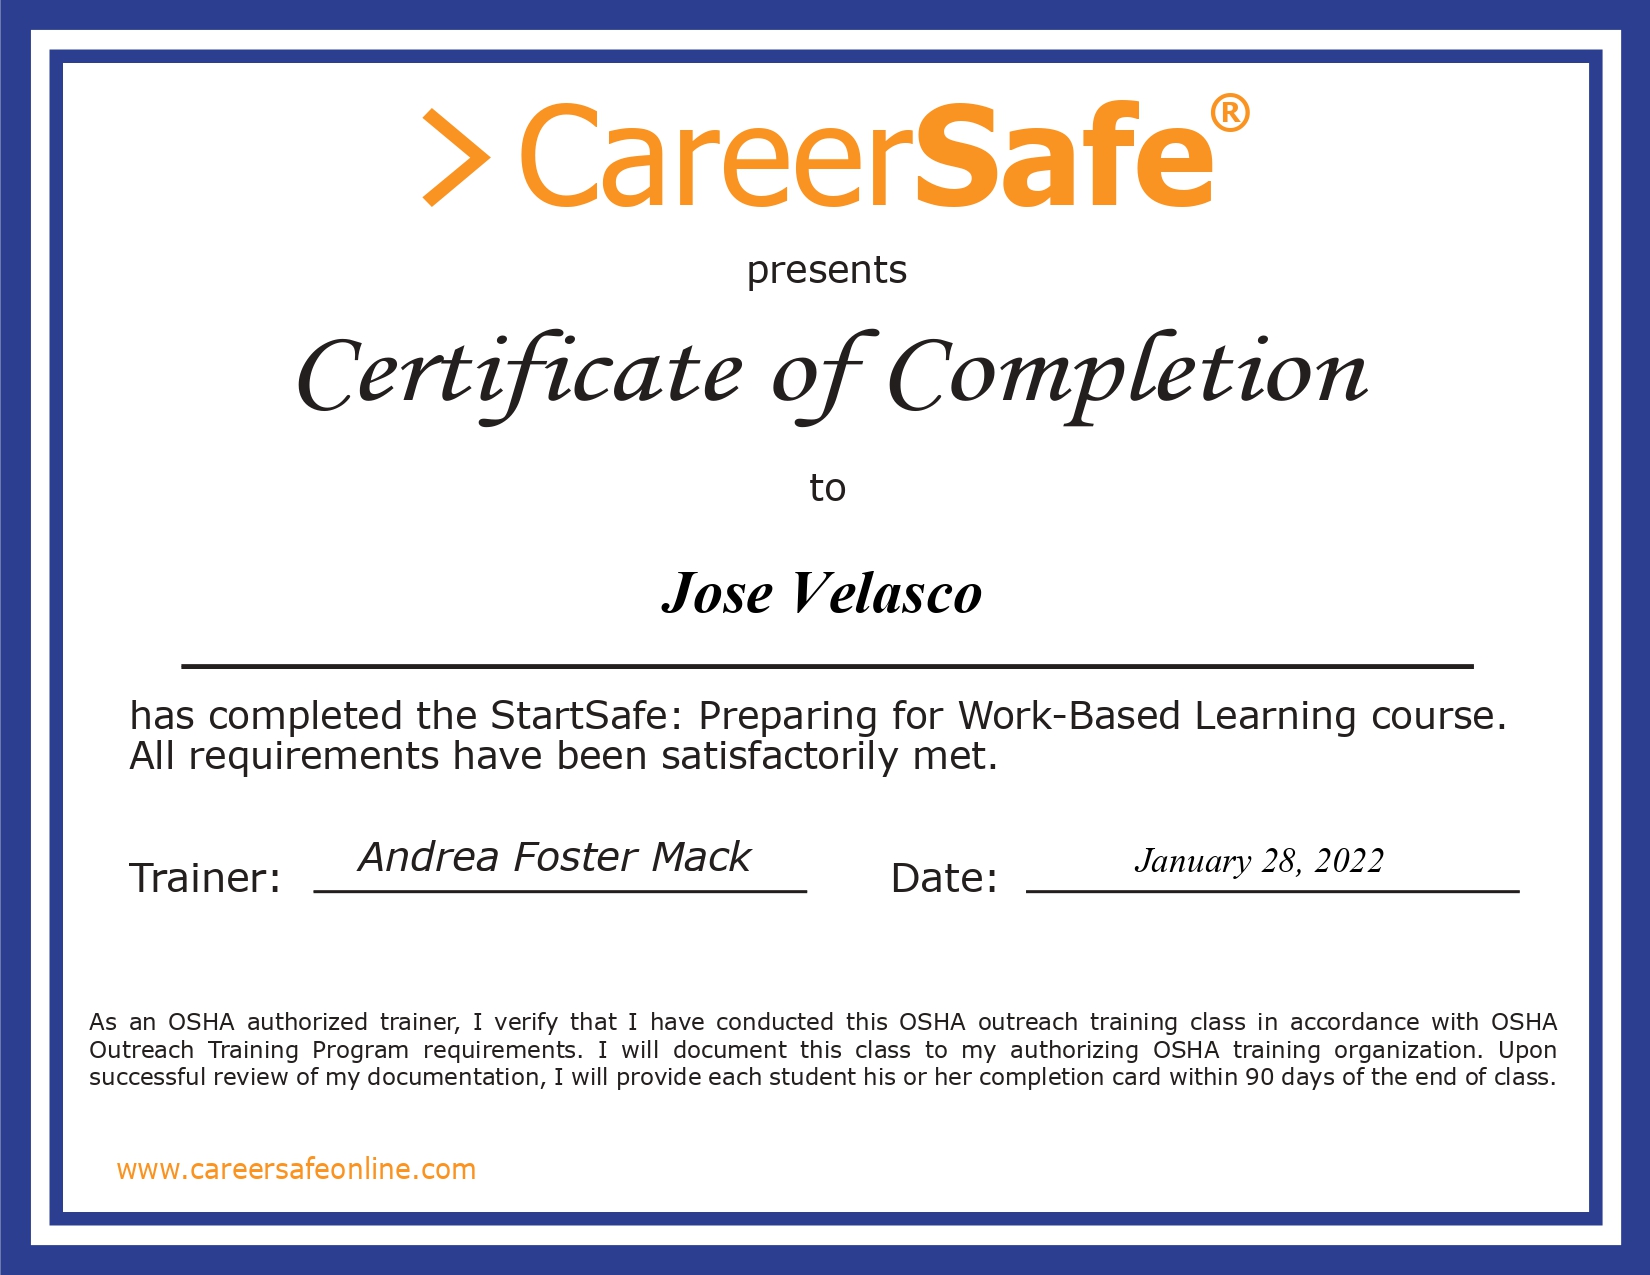 > CareerSafe®
presents
Certificate of Completion
to
Jose Velasco
has completed the StartSafe: Preparing for Work-Based Learning course.
All requirements have been satisfactorily met.
Trainer: Andrea Foster Mack Date: January 28, 2022
As an OSHA authorized trainer, I verify that I have conducted this OSHA outreach training class in accordance with OSHA
Outreach Training Program requirements. I will document this class to my authorizing OSHA training organization. Upon
successful review of my documentation, I will provide each student his or her completion card within 90 days of the end of class.
www.careersafeonline.com